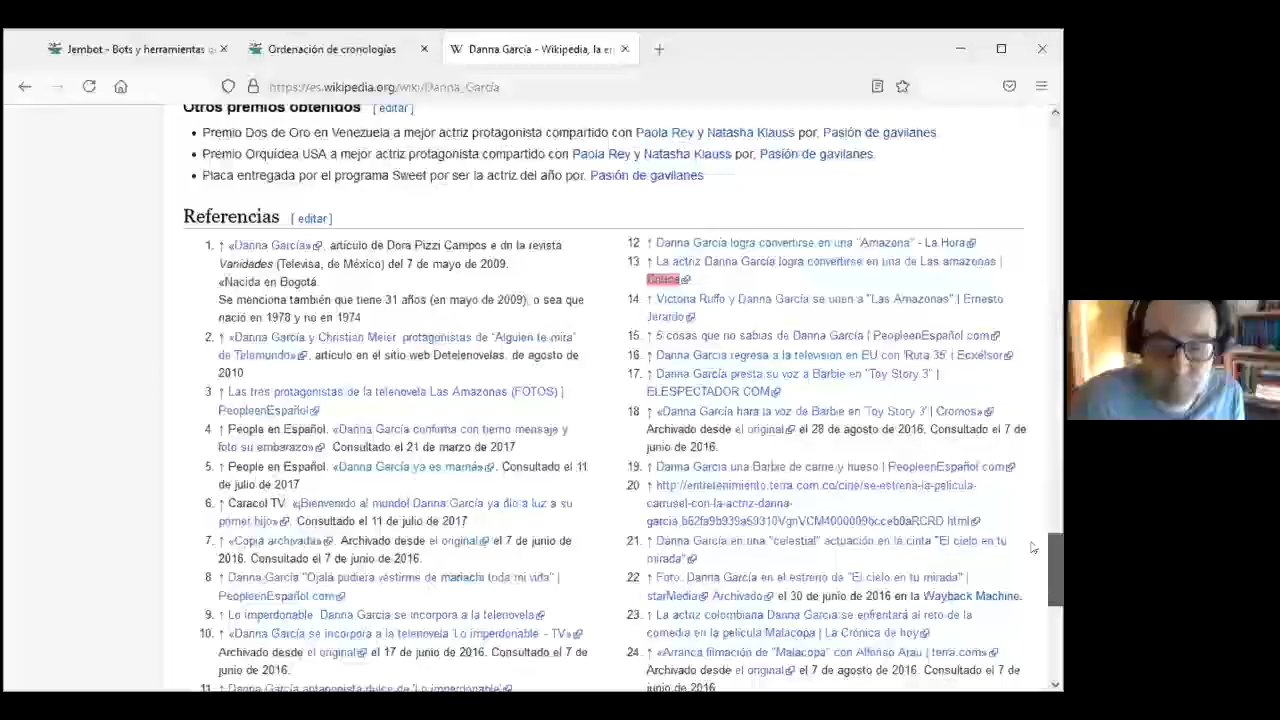 Jembot - Bots y herramientas
Ordenación de cronologías
Danna García - Wikipedia, la en
https://es.wikipedia.org/wiki/Danna_García
Otros premios obtenidos [editar]
Premio Dos de Oro en Venezuela a mejor actriz protagonista compartido con Paola Rey y Natasha Klauss por, Pasión de gavilanes.
Premio Orquídea USA a mejor actriz protagonista compartido con Paola Rey y Natasha Klauss por, Pasión de gavilanes.
Placa entregada por el programa Sweet por ser la actriz del año por, Pasión de gavilanes
Referencias [editar]
1. ↑ «Danna García», artículo de Dora Pizzi Campos e dn la revista
Vanidades (Televisa, de México) del 7 de mayo de 2009.
«Nacida en Bogotá.
Se menciona también que tiene 31 años (en mayo de 2009), o sea que
nació en 1978 y no en 1974
2. ↑ «Danna García y Christian Meier protagonistas de "Alguien te mira"
de Telemundo», artículo en el sitio web Detelenovelas, de agosto de
2010
3. ↑ Las tres protagonistas de la telenovela Las Amazonas (FOTOS) |
PeopleenEspañol
4. ↑ People en Español. «Danna García confirma con tierno mensaje y
foto su embarazo». Consultado el 21 de marzo de 2017
5. ↑ People en Español. «Danna García ya es mamá». Consultado el 11
de julio de 2017
6. ↑ Caracol TV. «¡Bienvenido al mundo! Danna García ya dio a luz a su
primer hijo». Consultado el 11 de julio de 2017
7. ↑ «Copia archivada». Archivado desde el original el 7 de junio de
2016. Consultado el 7 de junio de 2016.
8. ↑ Danna García "Ojalá pudiera vestirme de mariachi toda mi vida" |
PeopleenEspañol.com
9. ↑ Lo imperdonable: Danna García se incorpora a la telenovela
10. ↑ «Danna García se incorpora a la telenovela 'Lo imperdonable - TV»
Archivado desde el original el 17 de junio de 2016. Consultado el 7 de
junio de 2016.
11. ↑ Danna García antagonista dulce de 'Lo imperdonable'
12. ↑ Danna García logra convertirse en una "Amazona" - La Hora
13. ↑ La actriz Danna García logra convertirse en una de Las amazonas |
14. ↑ Victoria Ruffo y Danna García se unen a "Las Amazonas" | Ernesto
Jerardo
15. ↑ 5 cosas que no sabías de Danna García | PeopleenEspañol.com
16. ↑ Danna García regresa a la televisión en EU con 'Ruta 35' | Excélsior
17. ↑ Danna García presta su voz a Barbie en "Toy Story 3" |
ELESPECTADOR.COM
18. ↑ «Danna García hará la voz de Barbie en 'Toy Story 3' | Cromos»
Archivado desde el original el 28 de agosto de 2016. Consultado el 7 de
junio de 2016.
19. ↑ Danna García una Barbie de carne y hueso | PeopleenEspañol.com
20. ↑ http://entretenimiento.terra.com.co/cine/se-estrena-la-pelicula-
carrusel-con-la-actriz-danna-
21. ↑ Danna García en una "celestial" actuación en la cinta "El cielo en tu
mirada"
22. ↑ Foto: Danna García en el estreno de "El cielo en tu mirada" |
starMedia Archivado el 30 de junio de 2016 en la Wayback Machine.
23. ↑ La actriz colombiana Danna García se enfrentará al reto de la
comedia en la película Malacopa | La Crónica de hoy
24. ↑ «Arranca filmación de "Malacopa" con Alfonso Arau | terra.com»
Archivado desde el original el 7 de agosto de 2016. Consultado el 7 de
junio de 2016